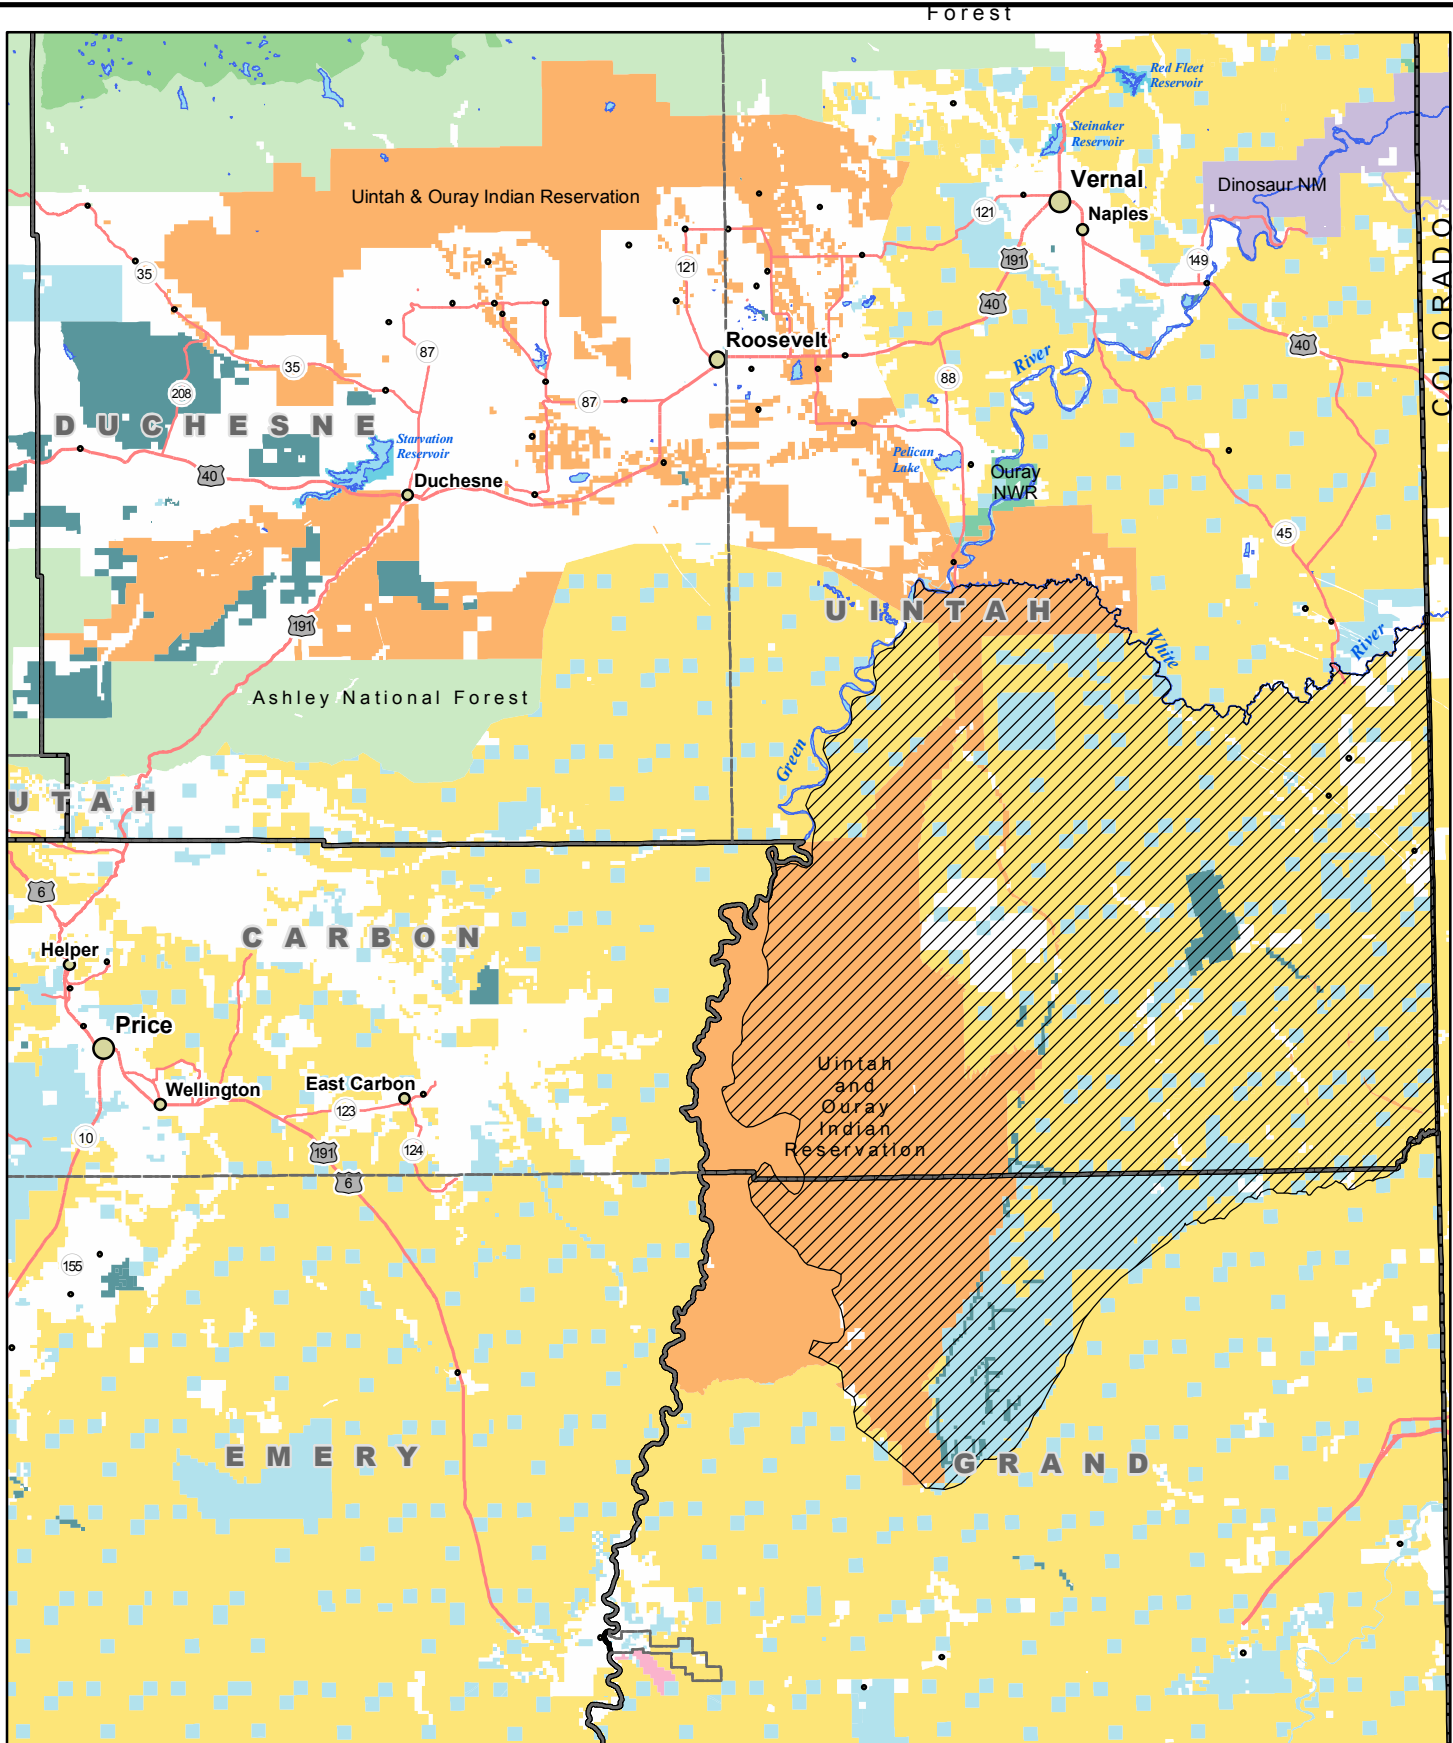 Forest
Red Fleet
Reservoir
Steinaker
Reservoir
Vernal
Dinosaur NM
Uintah & Ouray Indian Reservation
121
Naples
COLORADO
191
149
35
121
40
40
Roosevelt
87
River
35
88
208
87
DUCHESNE
Starvation
Reservoir
Pelican
Lake
40
Duchesne
Ouray
NWR
45
UINTAH
191
White
River
Ashley National Forest
Green
UTAH
6
CARBON
Helper
Price
Uintah
and
Ouray
Indian
Reservation
Wellington
East Carbon
123
10
191
124
6
155
EMERY
GRAND